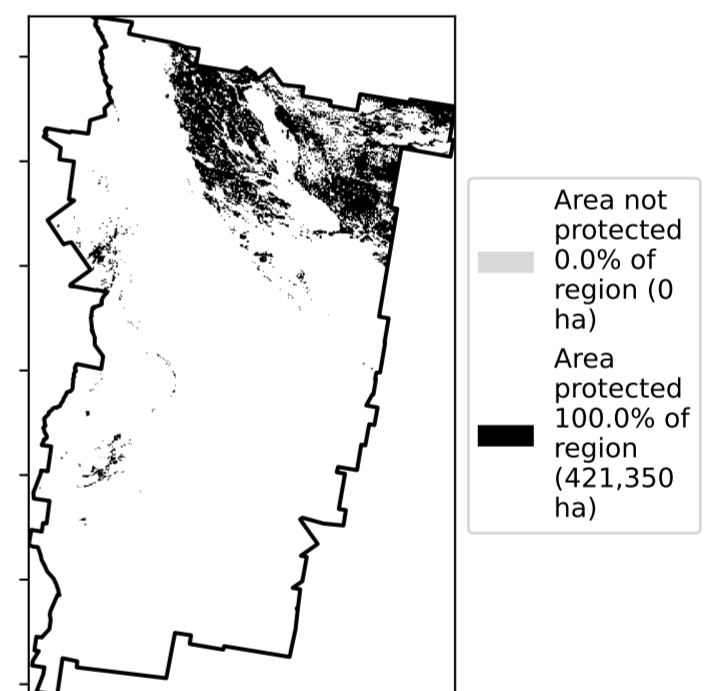 Area not
protected
0.0% of
region (0
ha)
Area
protected
100.0% of
region
(421,350
ha)